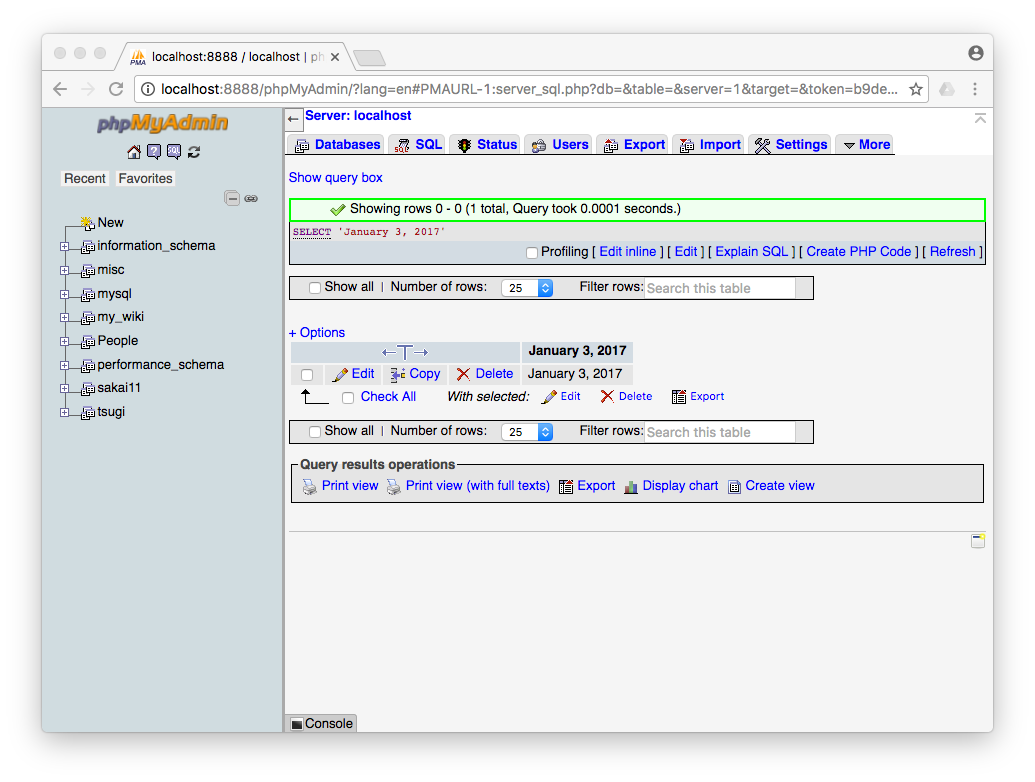 localhost:8888 / localhost | ph
localhost:8888/phpMyAdmin/?lang=en#PMAURL-1:server_sql.php?db=&table=&server=1&target=&token=b9de...
phpMyAdmin
Recent Favorites
New
information_schema
misc
mysql
my_wiki
People
performance_schema
sakai11
tsugi
Server: localhost
Databases SQL Status Users Export Import Settings More
Show query box
Showing rows 0 - 0 (1 total, Query took 0.0001 seconds.)
SELECT 'January 3, 2017'
Profiling [ Edit inline ] [ Edit ] [ Explain SQL ] [ Create PHP Code ] [ Refresh ]
Show all | Number of rows: 25 Filter rows: Search this table
+ Options
←T→ January 3, 2017
Edit Copy Delete January 3, 2017
Check All With selected: Edit Delete Export
Show all | Number of rows: 25 Filter rows: Search this table
Query results operations
Print view Print view (with full texts) Export Display chart Create view
Console